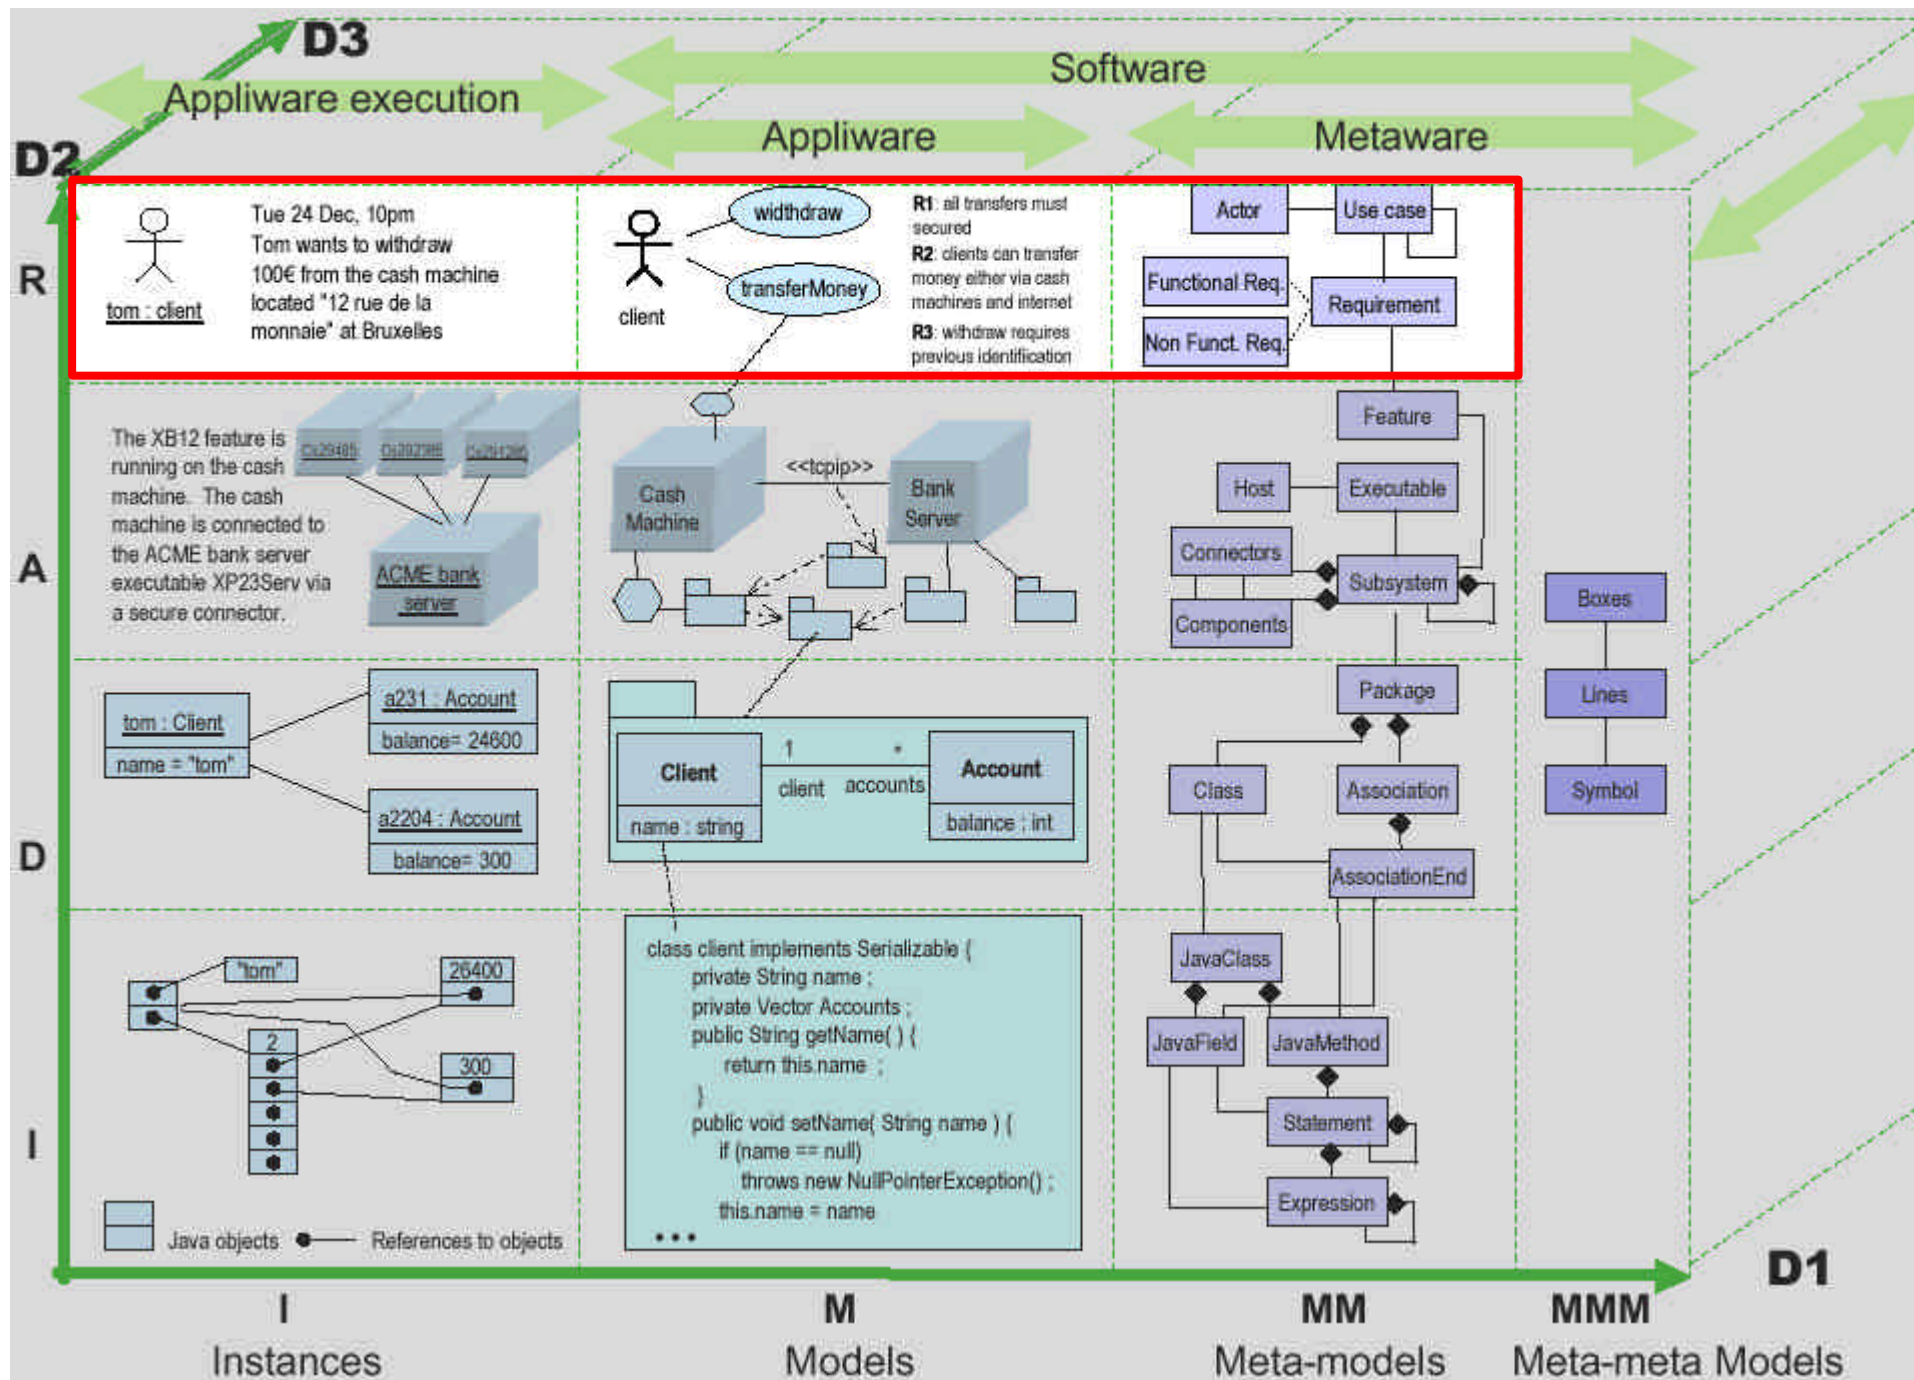 D3
Software
Appliware execution
Appliware
Metaware
D2
R
Tue 24 Dec, 10pm
Tom wants to withdraw
100€ from the cash machine
located "12 rue de la
monnaie" at Bruxelles
tom : client
widthdraw
transferMoney
client
R1: all transfers must
secured
R2: clients can transfer
money either via cash
machines and internet
R3: withdraw requires
previous identifiication
Actor
Use case
Functional Req.
Requirement
Non Funct. Req.
A
The XB12 feature is
running on the cash
machine. The cash
machine is connected to
the ACME bank server
executable XP23Serv via
a secure connector.
ACME bank
server
Cash
Machine
<<tcpip>>
Bank
Server
Feature
Host
Executable
Connectors
Subsystem
Components
Boxes
Lines
Symbol
D
tom : Client
name = "tom"
a231 : Account
balance= 24600
a2204 : Account
balance= 300
Client
name : string
1
*
client
accounts
Account
balance : int
Package
Class
Association
AssociationEnd
I
"tom"
26400
2
300
Java objects
References to objects
class client implements Serializable {
private String name ;
private Vector Accounts ;
public String getName( ) {
return this.name ;
}
public void setName( String name ) {
if (name == null)
throws new NullPointerException() ;
this.name = name
...
JavaClass
JavaField
JavaMethod
Statement
Expression
D1
I
M
MM
MMM
Instances
Models
Meta-models
Meta-meta Models